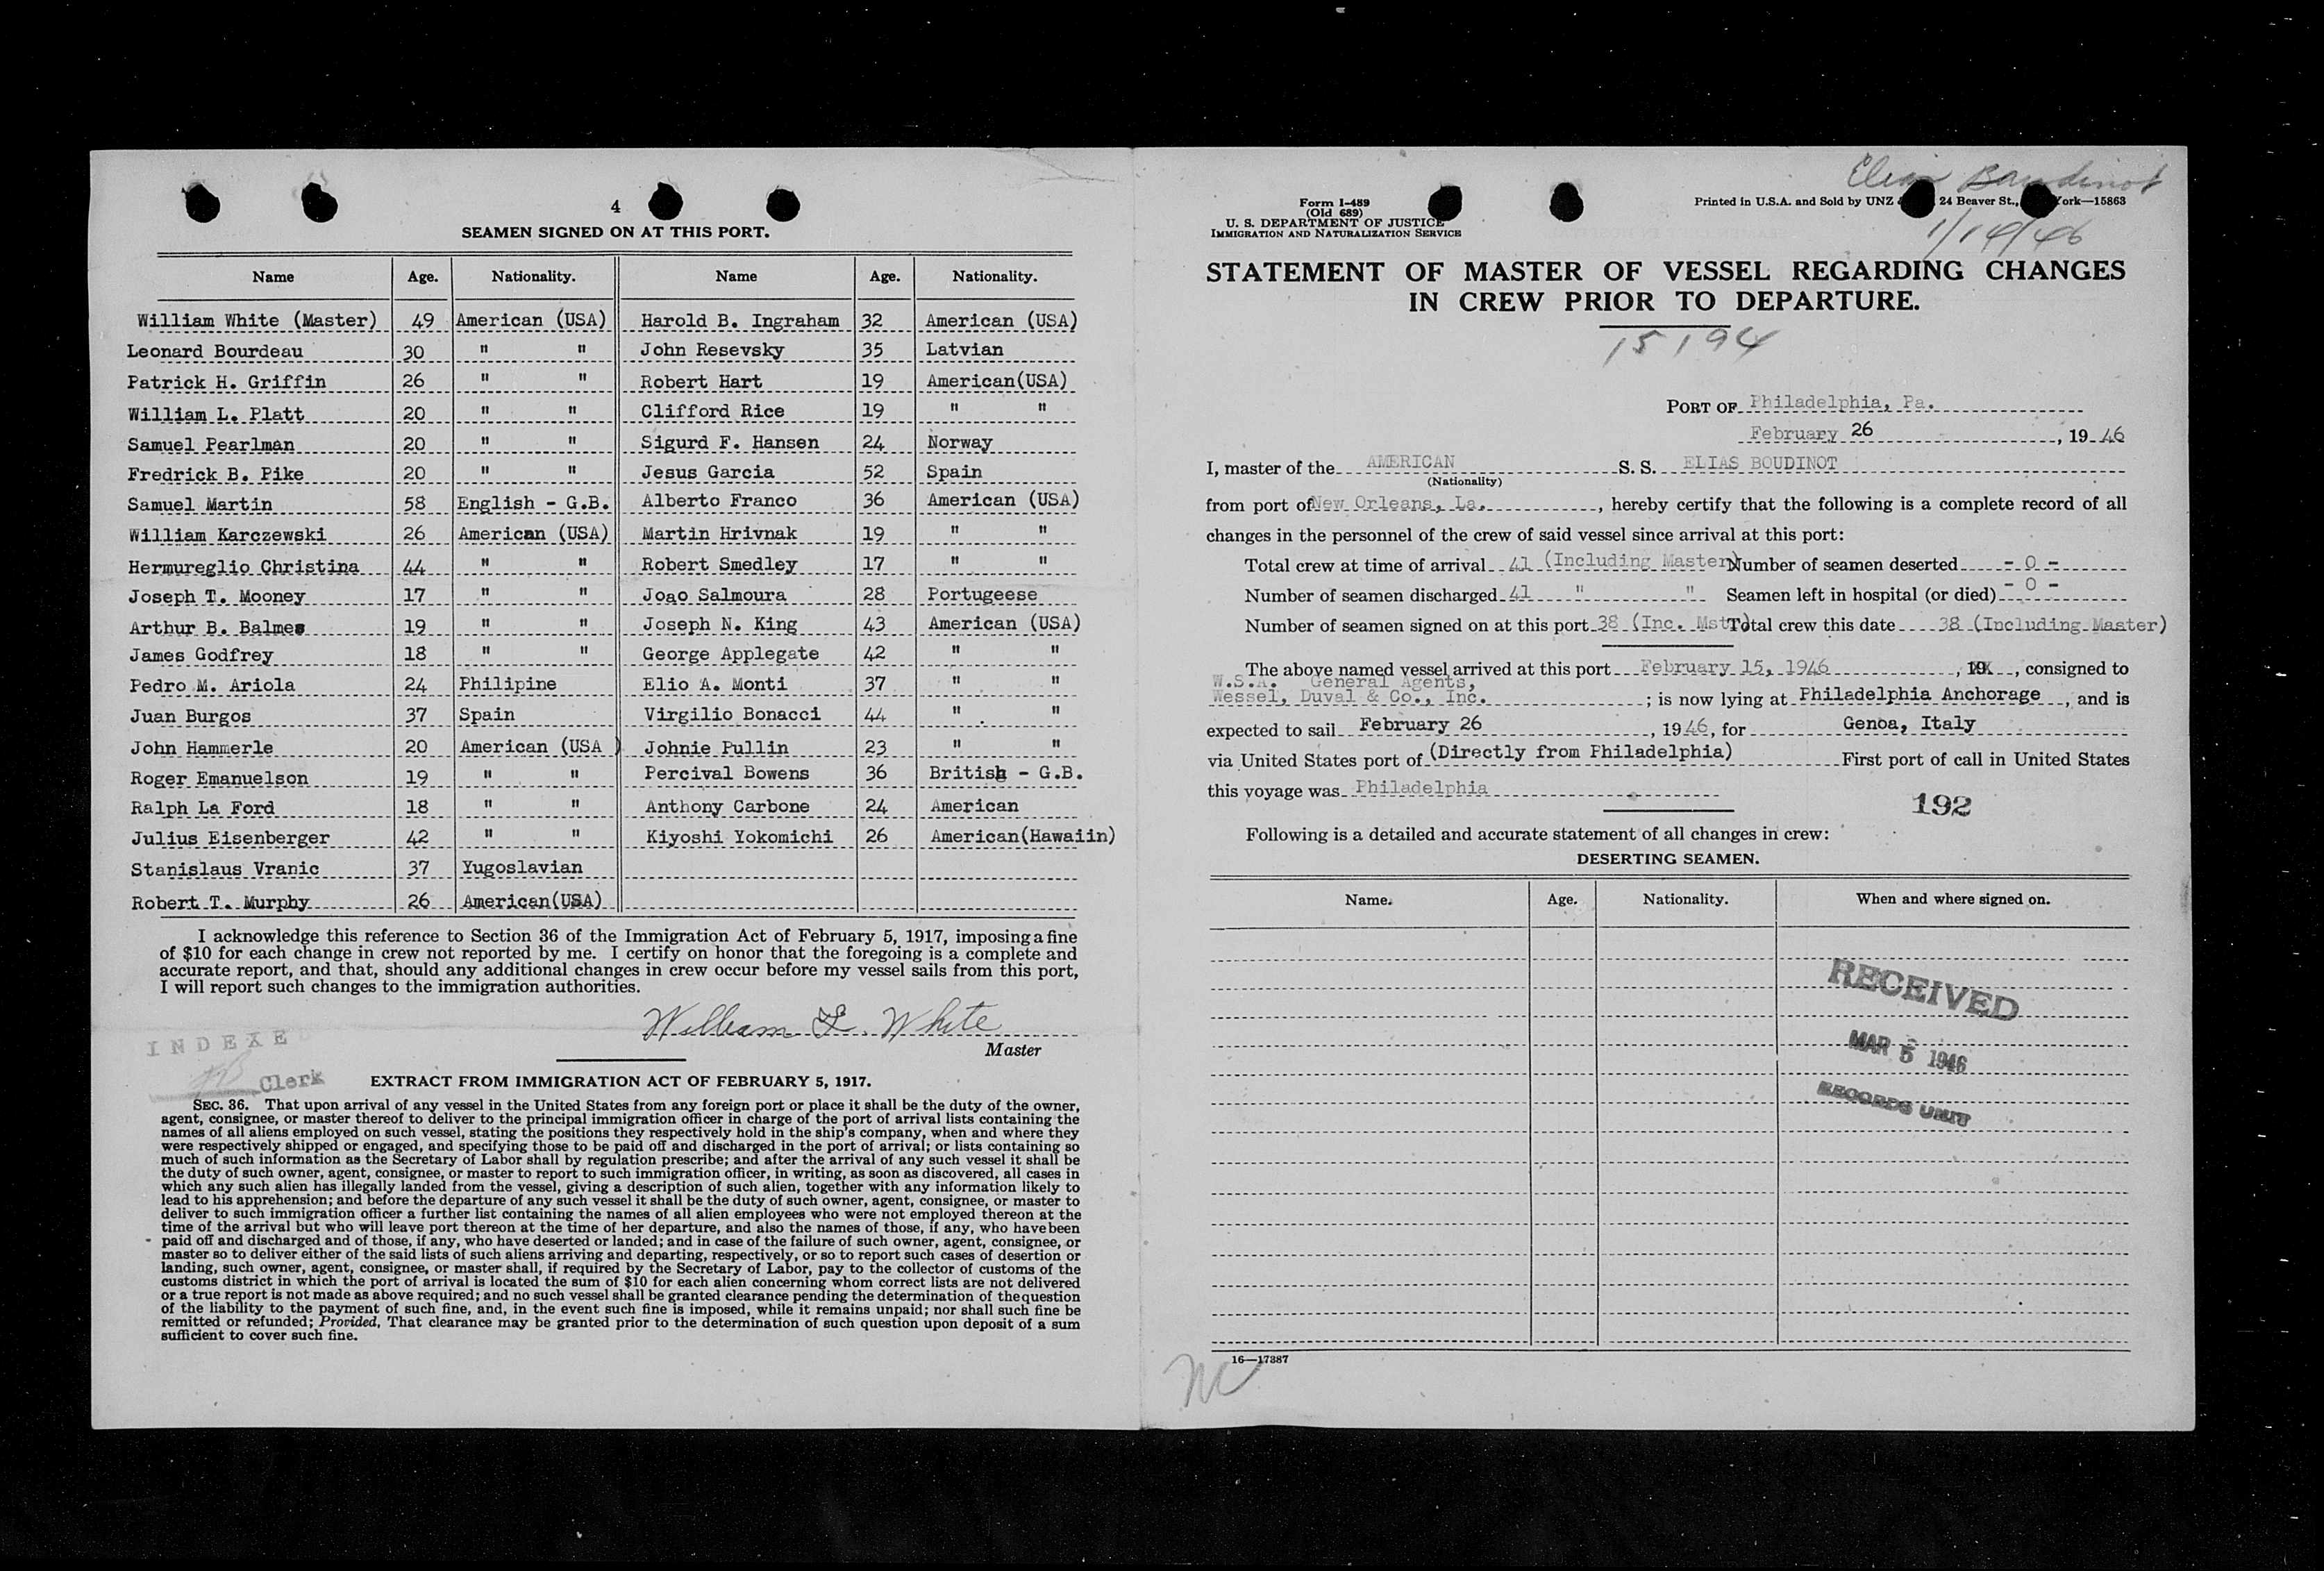 4
SEAMEN SIGNED ON AT THIS PORT.
Name Age. Nationality. Name Age. Nationality.
William White (Master) 49 American (USA) Harold B. Ingraham 32 American (USA)
Leonard Bourdeau 30 " " John Resevsky 35 Latvian
Patrick H. Griffin 26 " " Robert Hart 19 American(USA)
William L. Platt 20 " " Clifford Rice 19 " "
Samuel Pearlman 20 " " Sigurd F. Hansen 24 Norway
Fredrick B. Pike 20 " " Jesus Garcia 52 Spain
Samuel Martin 58 English - G.B. Alberto Franco 36 American (USA)
William Karczewski 26 American (USA) Martin Hrivnak 19 " "
Hermureglio Christina 44 " " Robert Smedley 17 " "
Joseph T. Mooney 17 " " Joao Salmoura 28 Portugeese
Arthur B. Balmes 19 " " Joseph N. King 43 American (USA)
James Godfrey 18 " " George Applegate 42 " "
Pedro M. Ariola 24 Philipine Elio A. Monti 37 " "
Juan Burgos 37 Spain Virgilio Bonacci 44 " "
John Hammerle 20 American (USA ) Johnie Pullin 23 " "
Roger Emanuelson 19 " " Percival Bowens 36 British - G.B.
Ralph La Ford 18 " " Anthony Carbone 24 American
Julius Eisenberger 42 " " Kiyoshi Yokomichi 26 American(Hawaiin)
Stanislaus Vranic 37 Yugoslavian
Robert T. Murphy 26 American(USA)
I acknowledge this reference to Section 36 of the Immigration Act of February 5, 1917, imposing a fine
of $10 for each change in crew not reported by me. I certify on honor that the foregoing is a complete and
accurate report, and that, should any additional changes in crew occur before my vessel sails from this port,
I will report such changes to the immigration authorities.
William L. White
Master
INDEXE
Clerk
EXTRACT FROM IMMIGRATION ACT OF FEBRUARY 5, 1917.
SEC. 36. That upon arrival of any vessel in the United States from any foreign port or place it shall be the duty of the owner,
agent, consignee, or master thereof to deliver to the principal immigration officer in charge of the port of arrival lists containing the
names of all aliens employed on such vessel, stating the positions they respectively hold in the ship's company, when and where they
were respectively shipped or engaged, and specifying those to be paid off and discharged in the port of arrival; or lists containing so
much of such information as the Secretary of Labor shall by regulation prescribe; and after the arrival of any such vessel it shall be
the duty of such owner, agent, consignee, or master to report to such immigration officer, in writing, as soon as discovered, all cases in
which any such alien has illegally landed from the vessel, giving a description of such alien, together with any information likely to
lead to his apprehension; and before the departure of any such vessel it shall be the duty of such owner, agent, consignee, or master to
deliver to such immigration officer a further list containing the names of all alien employees who were not employed thereon at the
time of the arrival but who will leave port thereon at the time of her departure, and also the names of those, if any, who have been
paid off and discharged and of those, if any, who have deserted or landed; and in case of the failure of such owner, agent, consignee, or
master so to deliver either of the said lists of such aliens arriving and departing, respectively, or so to report such cases of desertion or
landing, such owner, agent, consignee, or master shall, if required by the Secretary of Labor, pay to the collector of customs of the
customs district in which the port of arrival is located the sum of $10 for each alien concerning whom correct lists are not delivered
or a true report is not made as above required; and no such vessel shall be granted clearance pending the determination of the question
of the liability to the payment of such fine, and, in the event such fine is imposed, while it remains unpaid; nor shall such fine be
remitted or refunded; Provided, That clearance may be granted prior to the determination of such question upon deposit of a sum
sufficient to cover such fine.
Elias Boudinot
Form I-489
(Old 689)
U. S. DEPARTMENT OF JUSTICE
IMMIGRATION AND NATURALIZATION SERVICE
Printed in U.S.A. and Sold by UNZ 24 Beaver St., York—15863
1/14/46
STATEMENT OF MASTER OF VESSEL REGARDING CHANGES
IN CREW PRIOR TO DEPARTURE.
15194
PORT OF Philadelphia, Pa.
February 26, 19 46
I, master of the AMERICAN S. S. ELIAS BOUDINOT
(Nationality)
from port of New Orleans, La. , hereby certify that the following is a complete record of all
changes in the personnel of the crew of said vessel since arrival at this port:
Total crew at time of arrival 41 (Including Master) Number of seamen deserted - 0 -
Number of seamen discharged 41 " " Seamen left in hospital (or died) - 0 -
Number of seamen signed on at this port 38 (Inc. Mstr) Total crew this date 38 (Including Master)
The above named vessel arrived at this port February 15, 1946 , 19XX, consigned to
W.S.A. General Agents,
Wessel, Duval & Co., Inc. ; is now lying at Philadelphia Anchorage , and is
expected to sail February 26 , 19 46, for Genoa, Italy
via United States port of (Directly from Philadelphia) First port of call in United States
this voyage was Philadelphia
192
Following is a detailed and accurate statement of all changes in crew:
DESERTING SEAMEN.
Name. Age. Nationality. When and where signed on.
RECEIVED
MAR 5 1946
RECORDS UNIT
16—17387